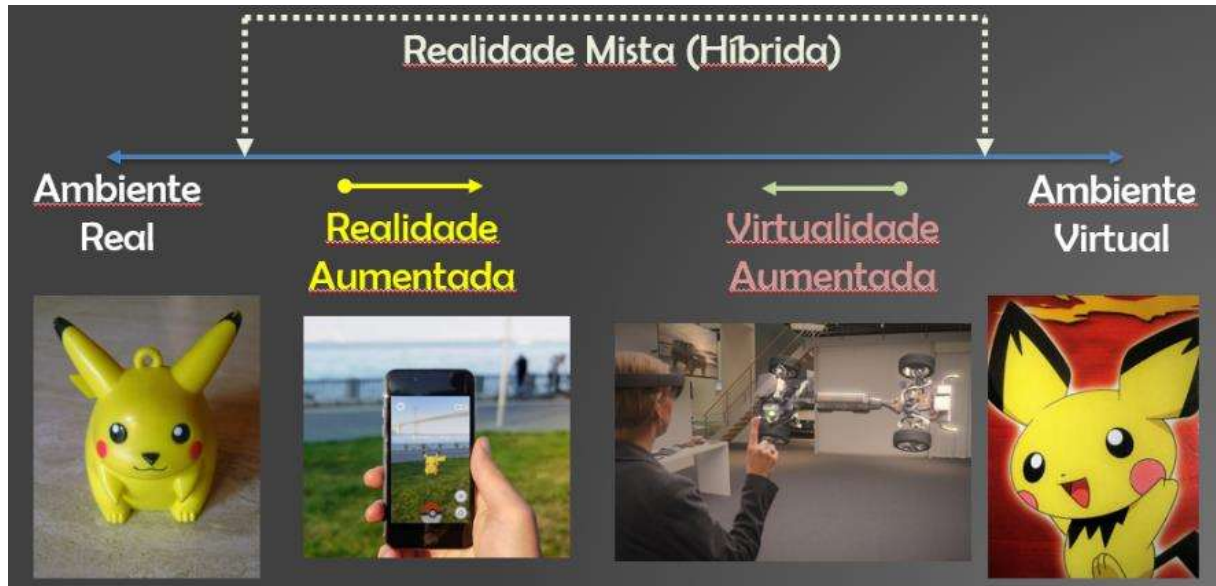 Realidade Mista (Híbrida)
Ambiente
Real
Realidade
Aumentada
Virtualidade
Aumentada
Ambiente
Virtual